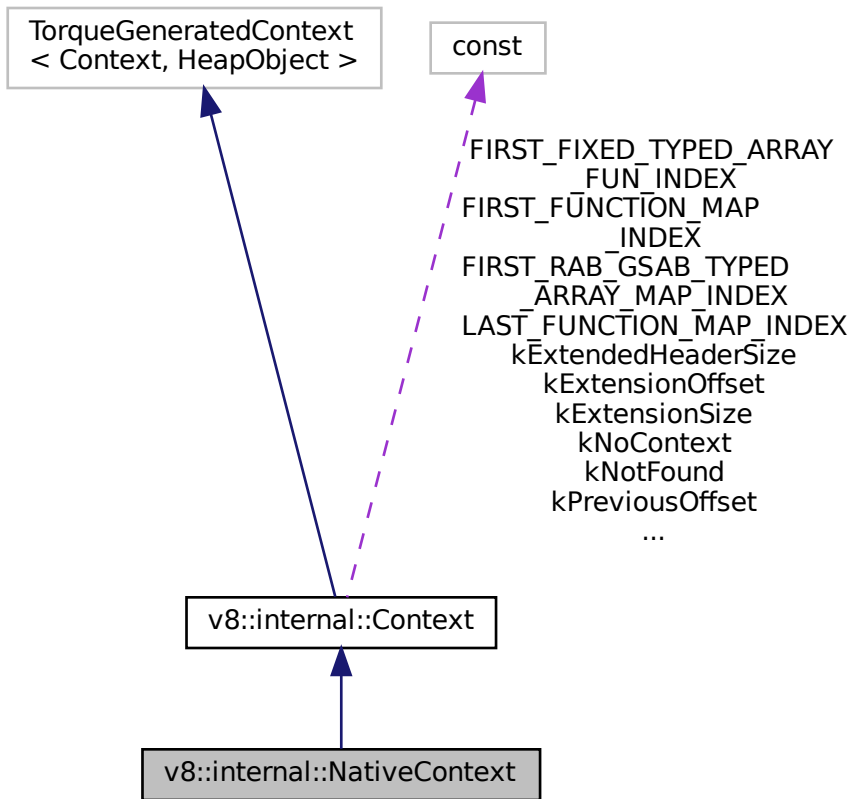 TorqueGeneratedContext
< Context, HeapObject >
const
FIRST_FIXED_TYPED_ARRAY
_FUN_INDEX
FIRST_FUNCTION_MAP
_INDEX
FIRST_RAB_GSAB_TYPED
_ARRAY_MAP_INDEX
LAST_FUNCTION_MAP_INDEX
kExtendedHeaderSize
kExtensionOffset
kExtensionSize
kNoContext
kNotFound
kPreviousOffset
...
v8::internal::Context
v8::internal::NativeContext